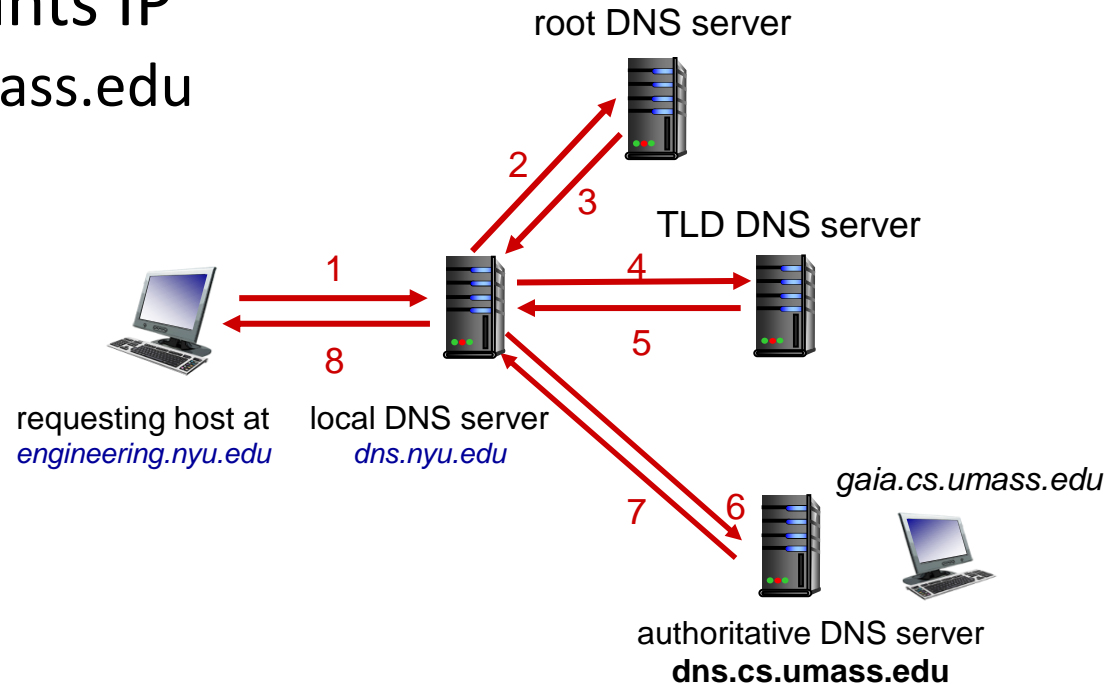 IP
ass.edu
root DNS server
2
3
TLD DNS server
1
4
5
8
requesting host at
engineering.nyu.edu
local DNS server
dns.nyu.edu
gaia.cs.umass.edu
7
6
authoritative DNS server
dns.cs.umass.edu